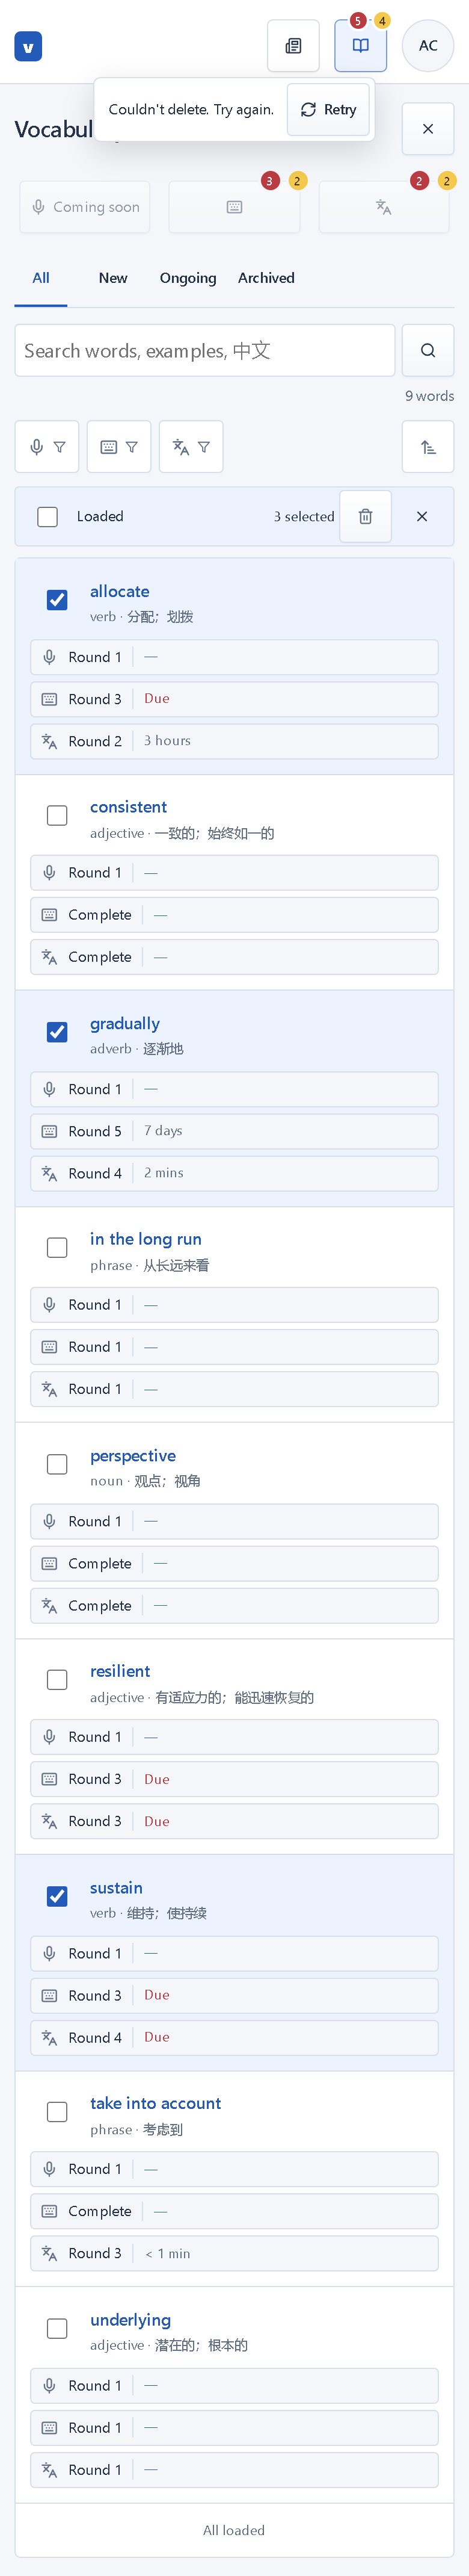 v
5
4
AC
Couldn't delete. Try again.
Retry
Vocabul
Coming soon
3
2
2
2
All
New
Ongoing
Archived
Search words, examples, 中文
9 words
Loaded
3 selected
allocate
verb · 分配；划拨
Round 1
—
Round 3
Due
Round 2
3 hours
consistent
adjective · 一致的；始终如一的
Round 1
—
Complete
—
Complete
—
gradually
adverb · 逐渐地
Round 1
—
Round 5
7 days
Round 4
2 mins
in the long run
phrase · 从长远来看
Round 1
—
Round 1
—
Round 1
—
perspective
noun · 观点；视角
Round 1
—
Complete
—
Complete
—
resilient
adjective · 有适应力的；能迅速恢复的
Round 1
—
Round 3
Due
Round 3
Due
sustain
verb · 维持；使持续
Round 1
—
Round 3
Due
Round 4
Due
take into account
phrase · 考虑到
Round 1
—
Complete
—
Round 3
< 1 min
underlying
adjective · 潜在的；根本的
Round 1
—
Round 1
—
Round 1
—
All loaded